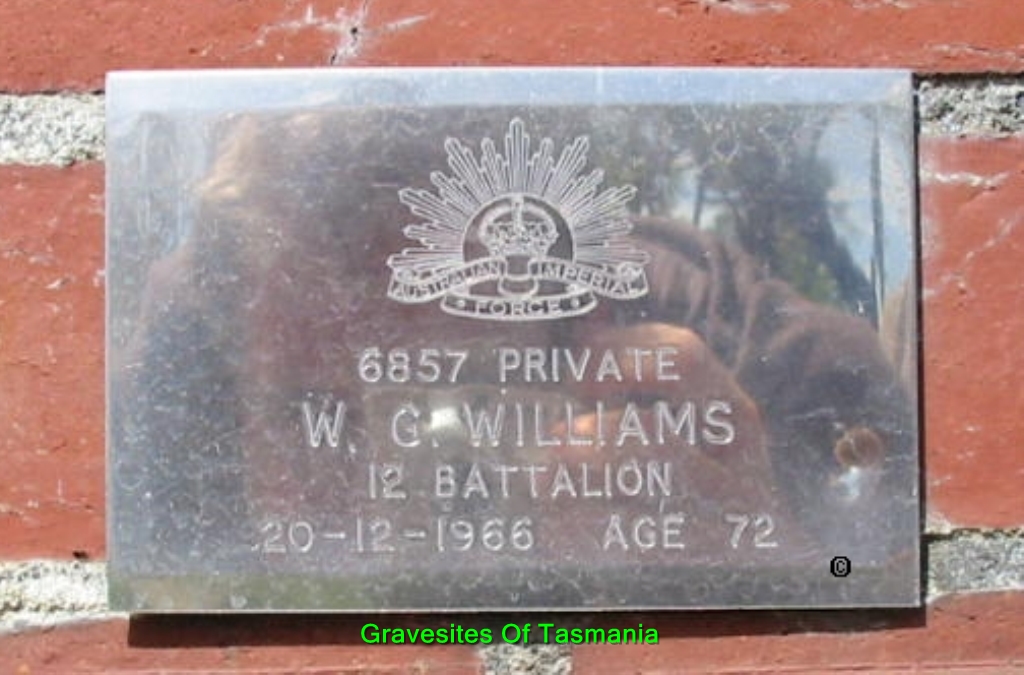 AUSTRALIAN IMPERIAL
FORCE
6857 PRIVATE
W. G. WILLIAMS
12 BATTALION
20-12-1966 AGE 72
©
Gravesites Of Tasmania